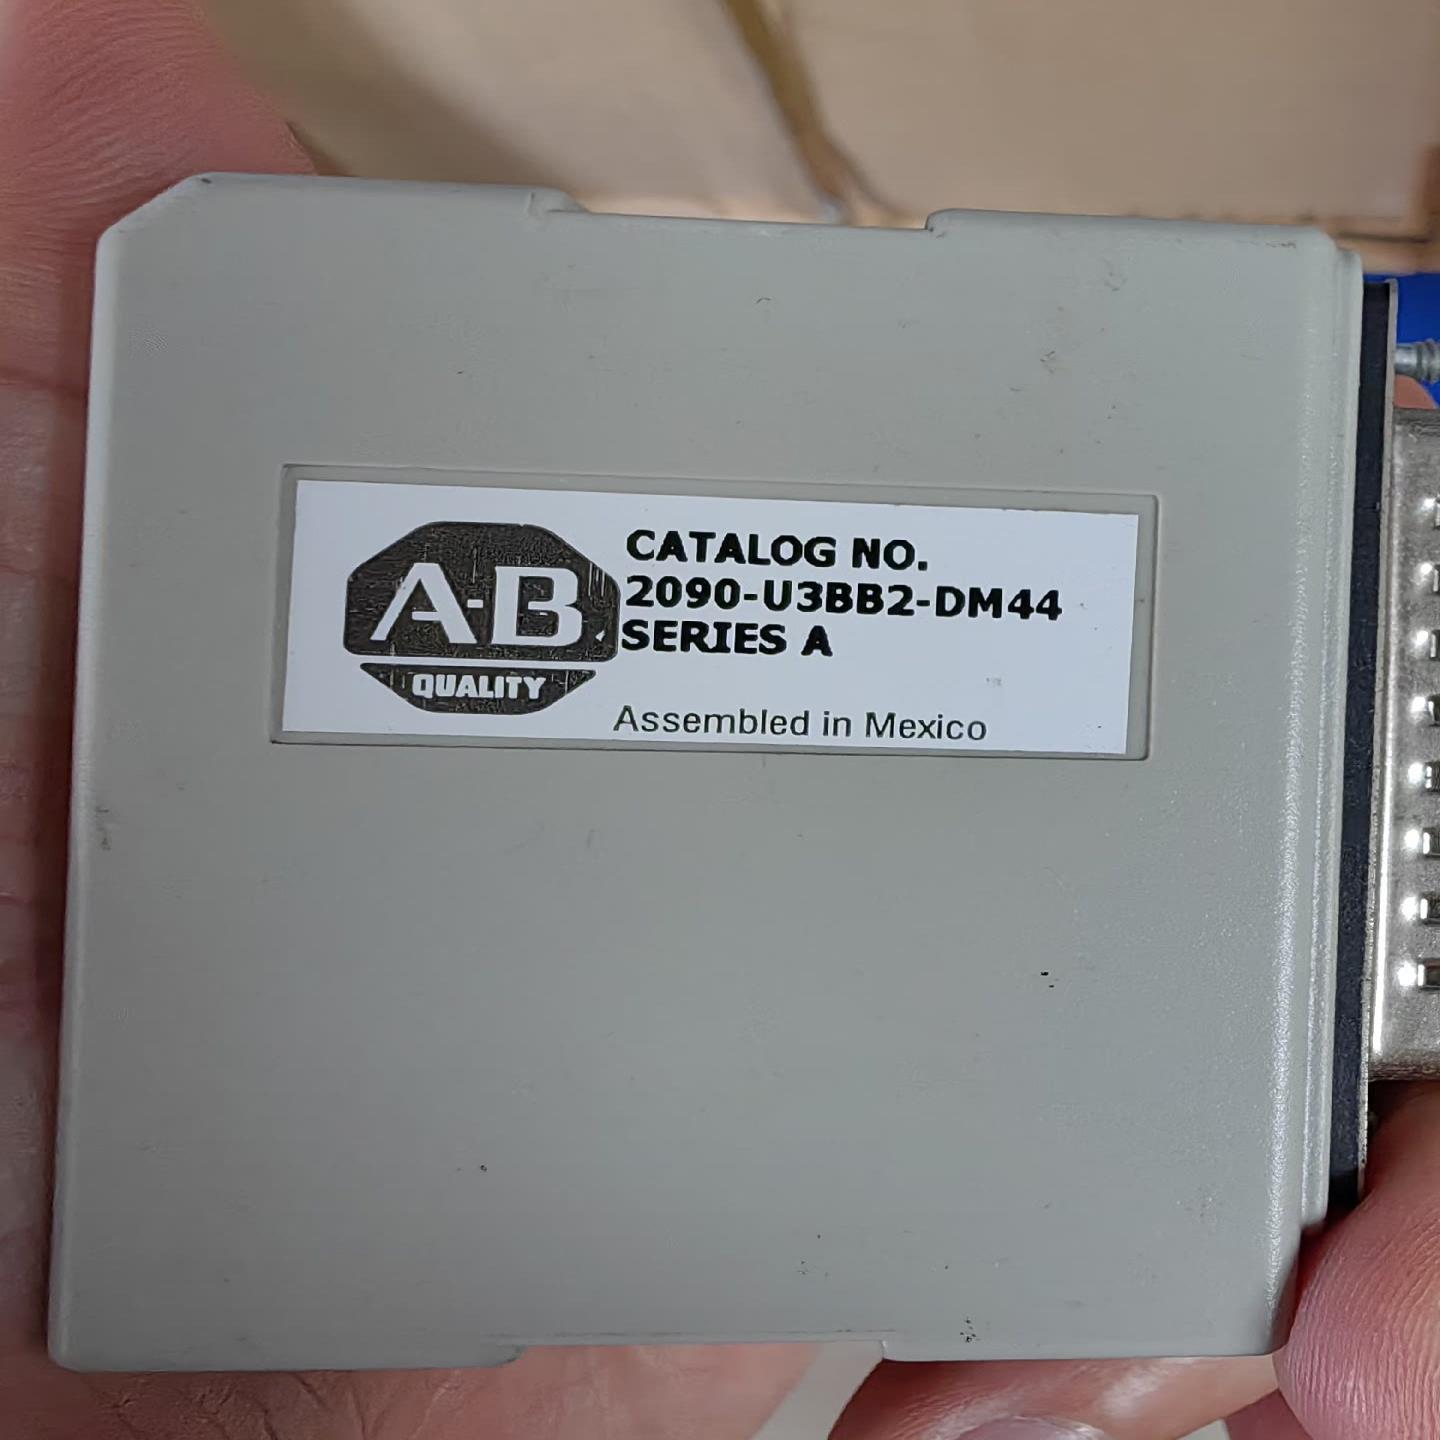 A-B
QUALITY
CATALOG NO.
2090-U3BB2-DM44
SERIES A
Assembled in Mexico